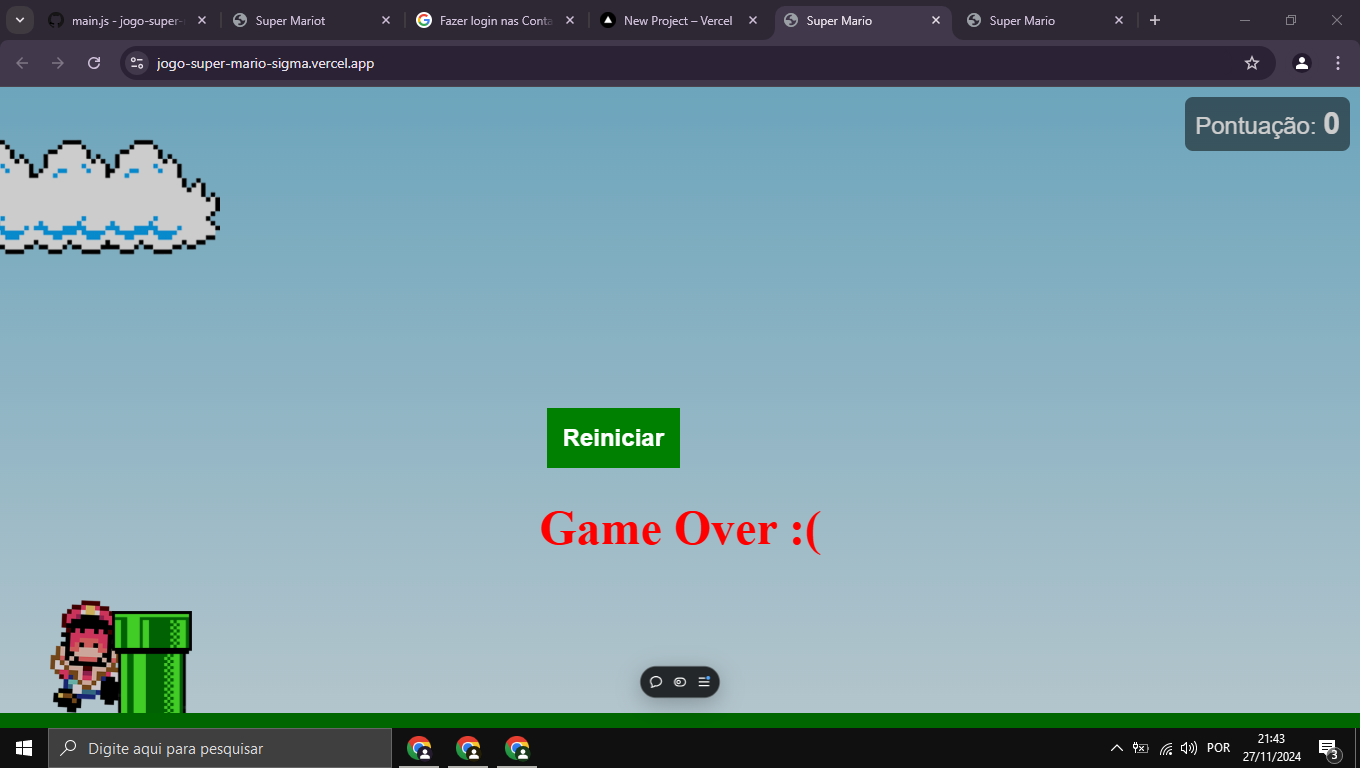 main.js - jogo-super-
Super Mariot
Fazer login nas Conta
New Project – Vercel
Super Mario
Super Mario
jogo-super-mario-sigma.vercel.app
Pontuação: 0
Reiniciar
Game Over :(
Digite aqui para pesquisar
POR
21:43
27/11/2024
3